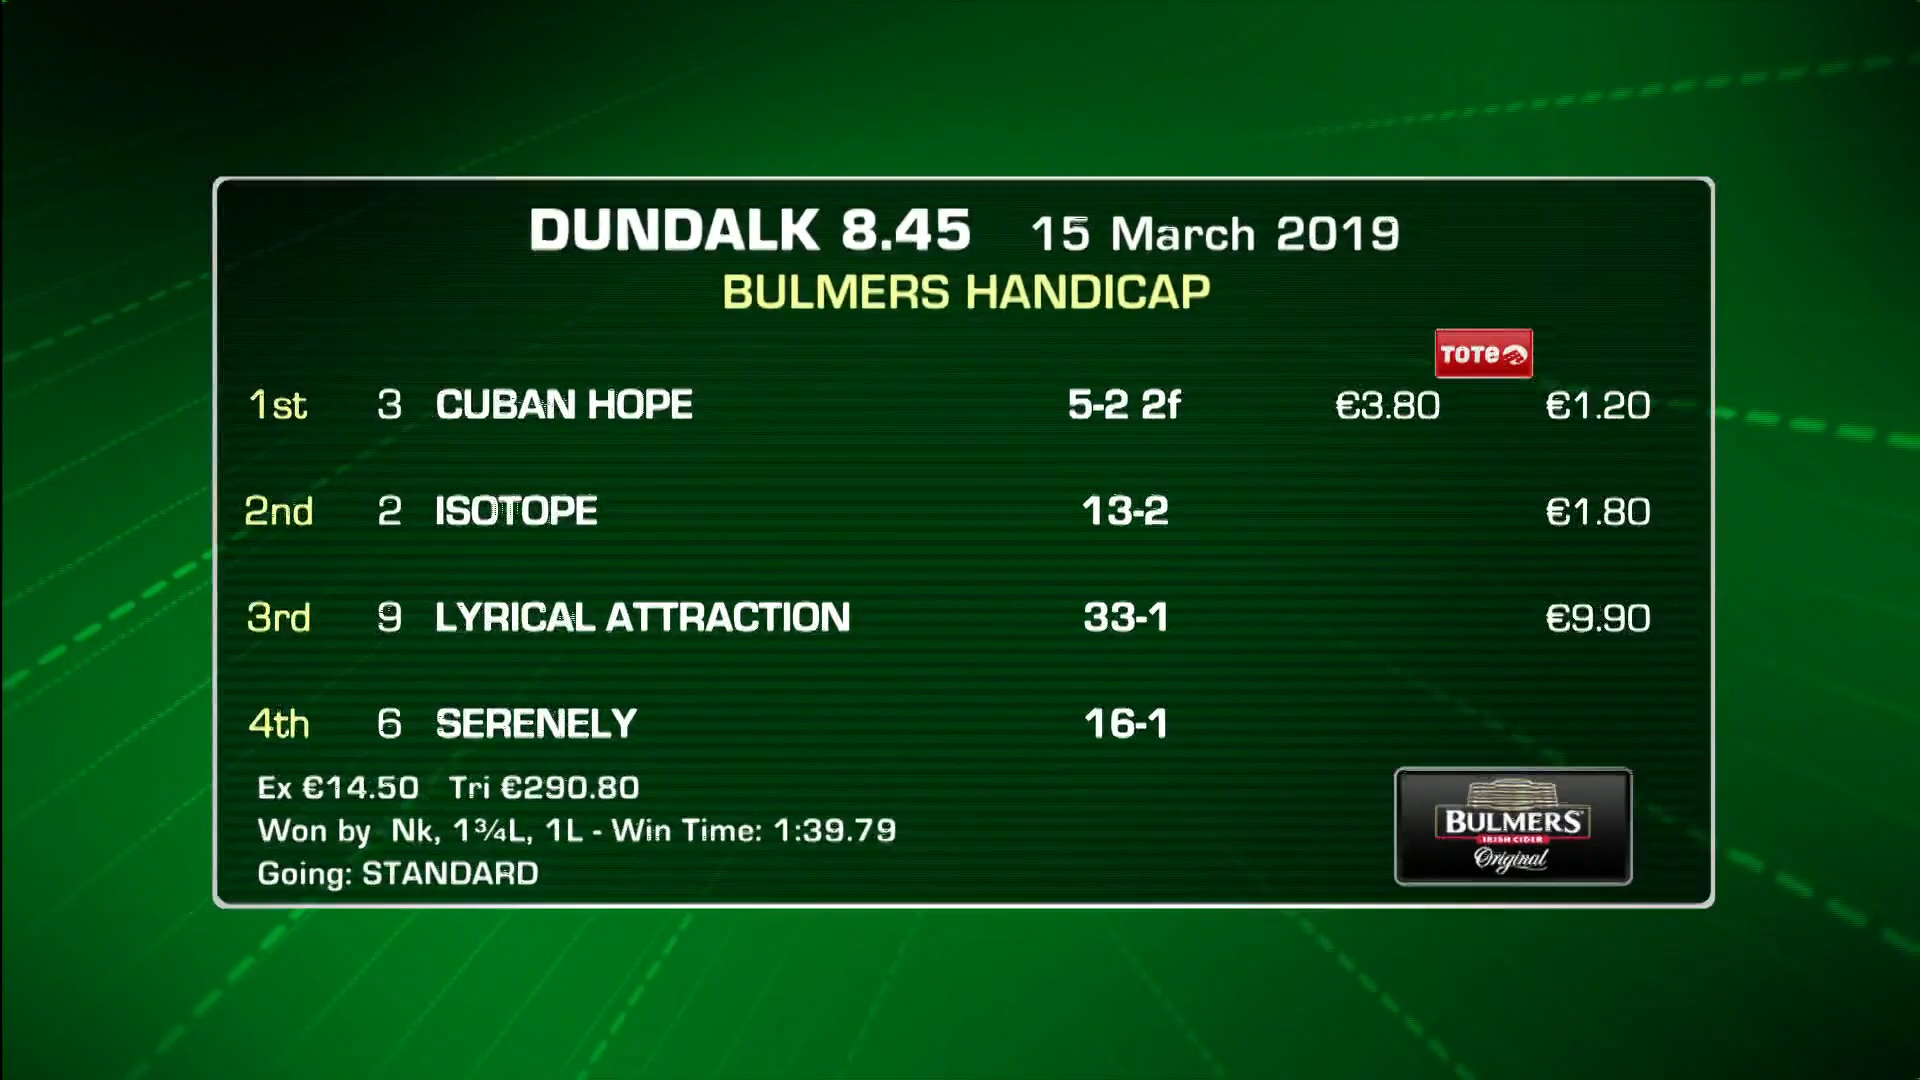 DUNDALK 8.45 15 March 2019
BULMERS HANDICAP
TOTE
1st 3 CUBAN HOPE 5-2 2f €3.80 €1.20
2nd 2 ISOTOPE 13-2 €1.80
3rd 9 LYRICAL ATTRACTION 33-1 €9.90
4th 6 SERENELY 16-1
Ex €14.50 Tri €290.80
Won by Nk, 1¾L, 1L - Win Time: 1:39.79
Going: STANDARD
BULMERS
IRISH CIDER
Original